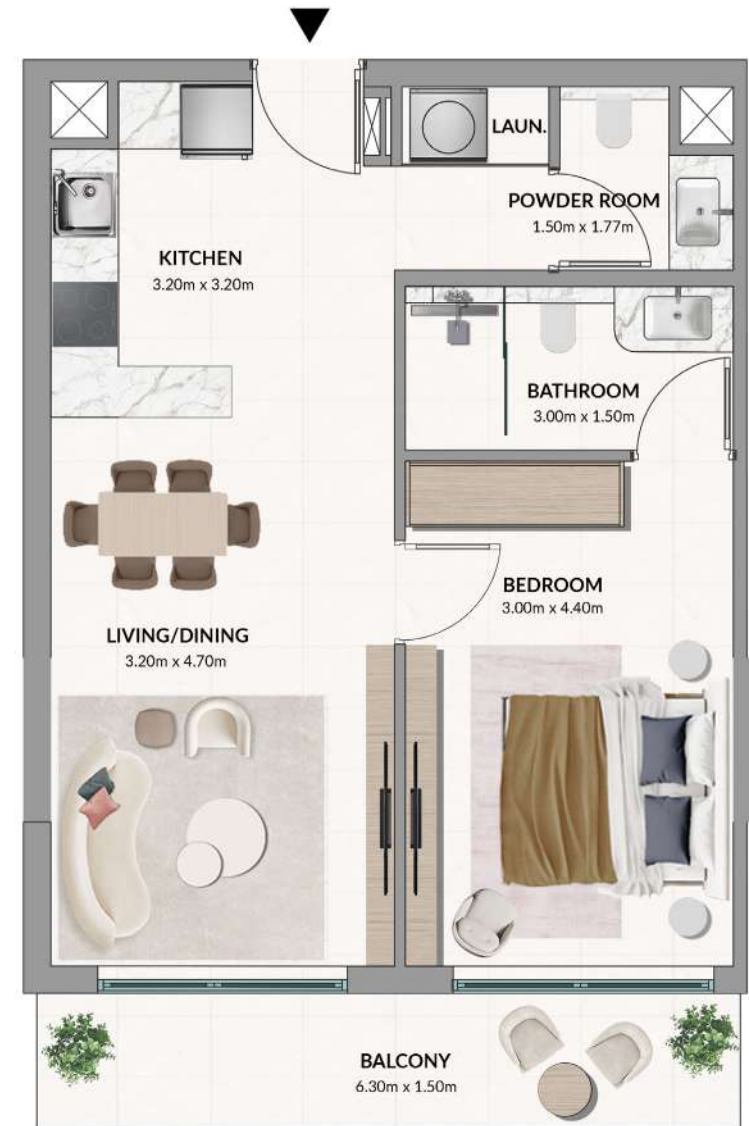 LAUN.
POWDER ROOM
1.50m x 1.77m
KITCHEN
3.20m x 3.20m
BATHROOM
3.00m x 1.50m
BEDROOM
3.00m x 4.40m
LIVING/DINING
3.20m x 4.70m
BALCONY
6.30m x 1.50m